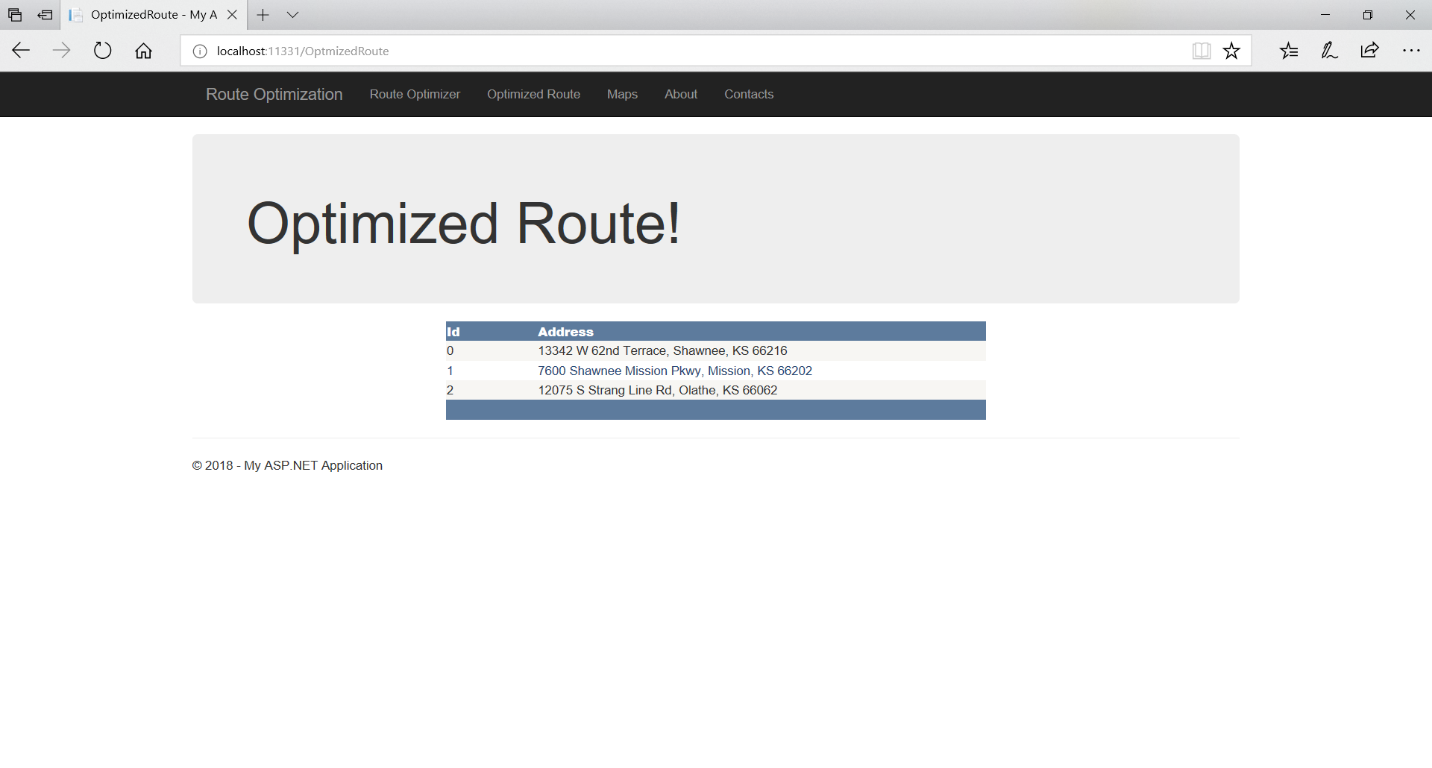 OptimizedRoute - My A
localhost:11331/OptmizedRoute
Route Optimization Route Optimizer Optimized Route Maps About Contacts
Optimized Route!
Id Address
0 13342 W 62nd Terrace, Shawnee, KS 66216
1 7600 Shawnee Mission Pkwy, Mission, KS 66202
2 12075 S Strang Line Rd, Olathe, KS 66062
© 2018 - My ASP.NET Application